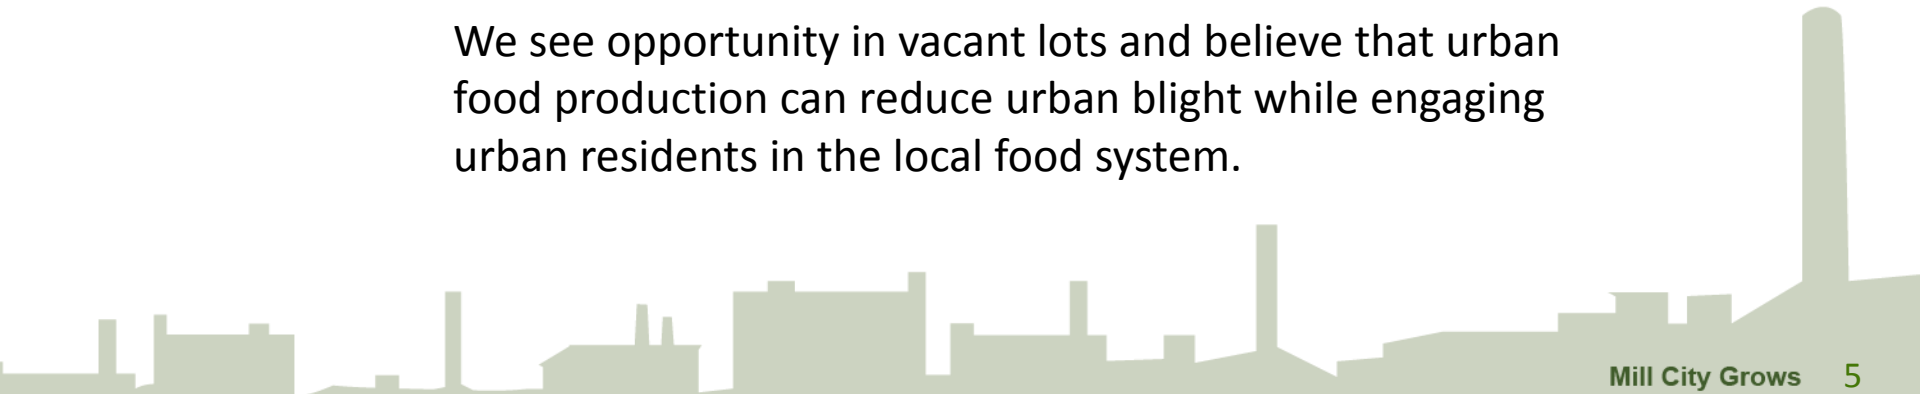 We see opportunity in vacant lots and believe that urban
food production can reduce urban blight while engaging
urban residents in the local food system.
Mill City Grows 5